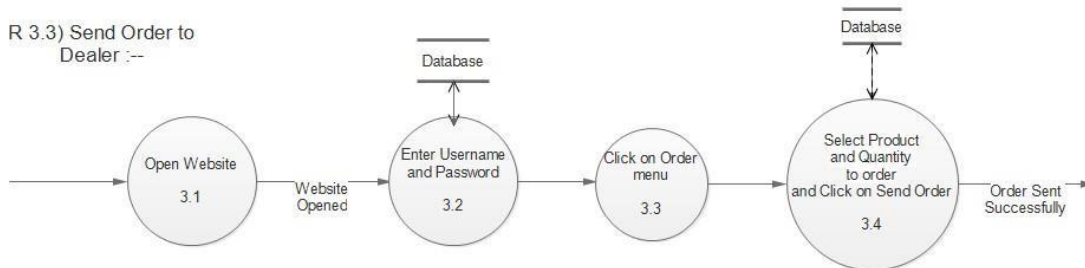 R 3.3) Send Order to
Dealer :--
Database
Database
Open Website
3.1
Website
Opened
Enter Username
and Password
3.2
Click on Order
menu
3.3
Select Product
and Quantity
to order
and Click on Send Order
3.4
Order Sent
Successfully